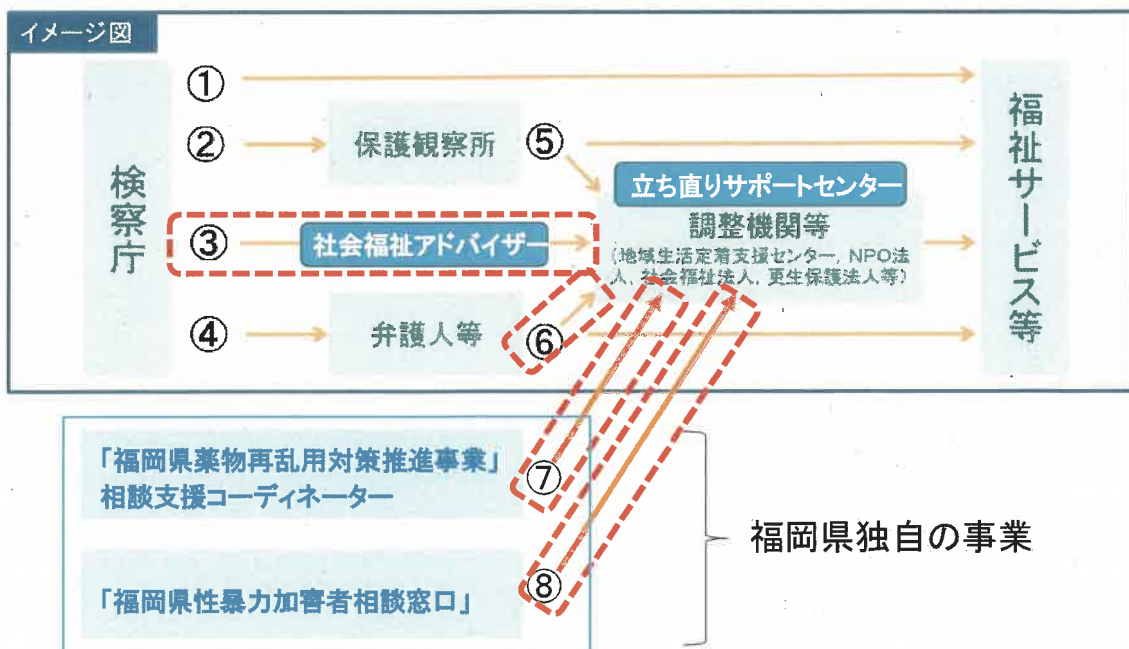 イメージ図
検察庁
①
②
保護観察所
⑤
③
社会福祉アドバイザー
④
弁護人等
⑥
立ち直りサポートセンター
調整機関等
(地域生活定着支援センター, NPO法
人, 社会福祉法人, 更生保護法人等)
福祉サービス等
「福岡県薬物再乱用対策推進事業」
相談支援コーディネーター
⑦
「福岡県性暴力加害者相談窓口」
⑧
福岡県独自の事業